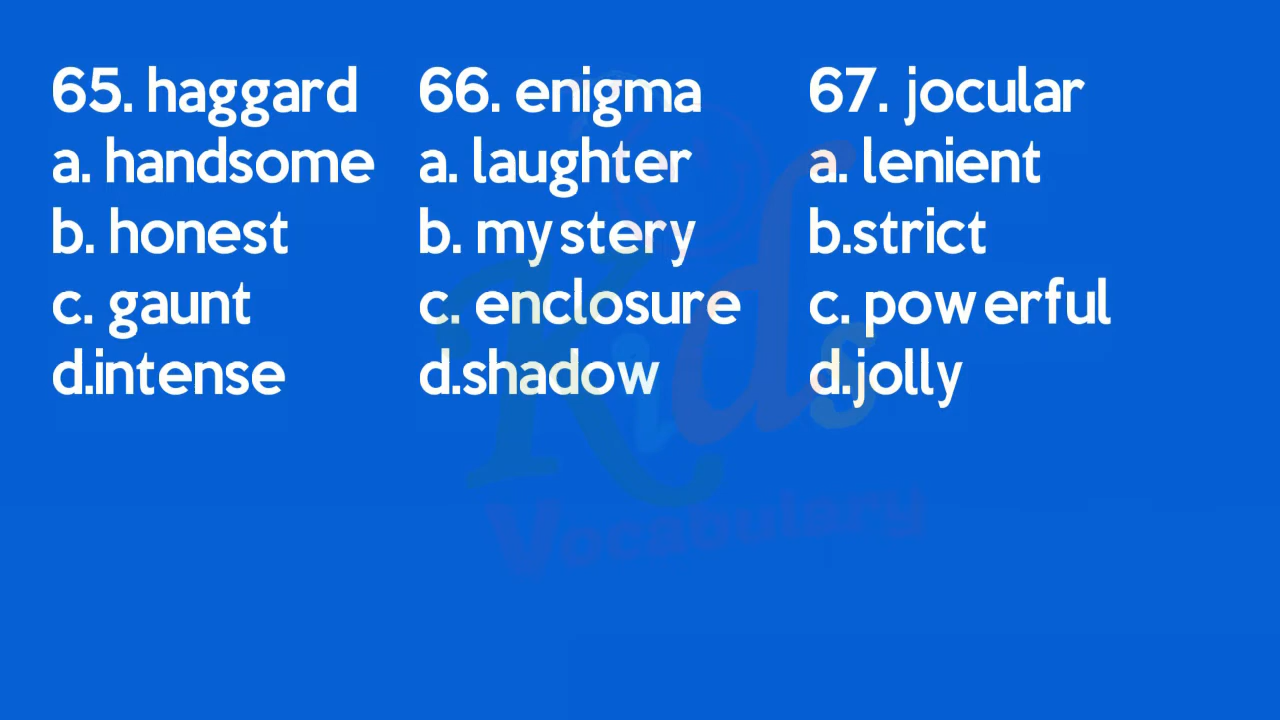 65. haggard
a. handsome
b. honest
c. gaunt
d.intense
66. enigma
a. laughter
b. mystery
c. enclosure
d.shadow
67. jocular
a. lenient
b.strict
c. powerful
d.jolly
Kids
Vocabulary